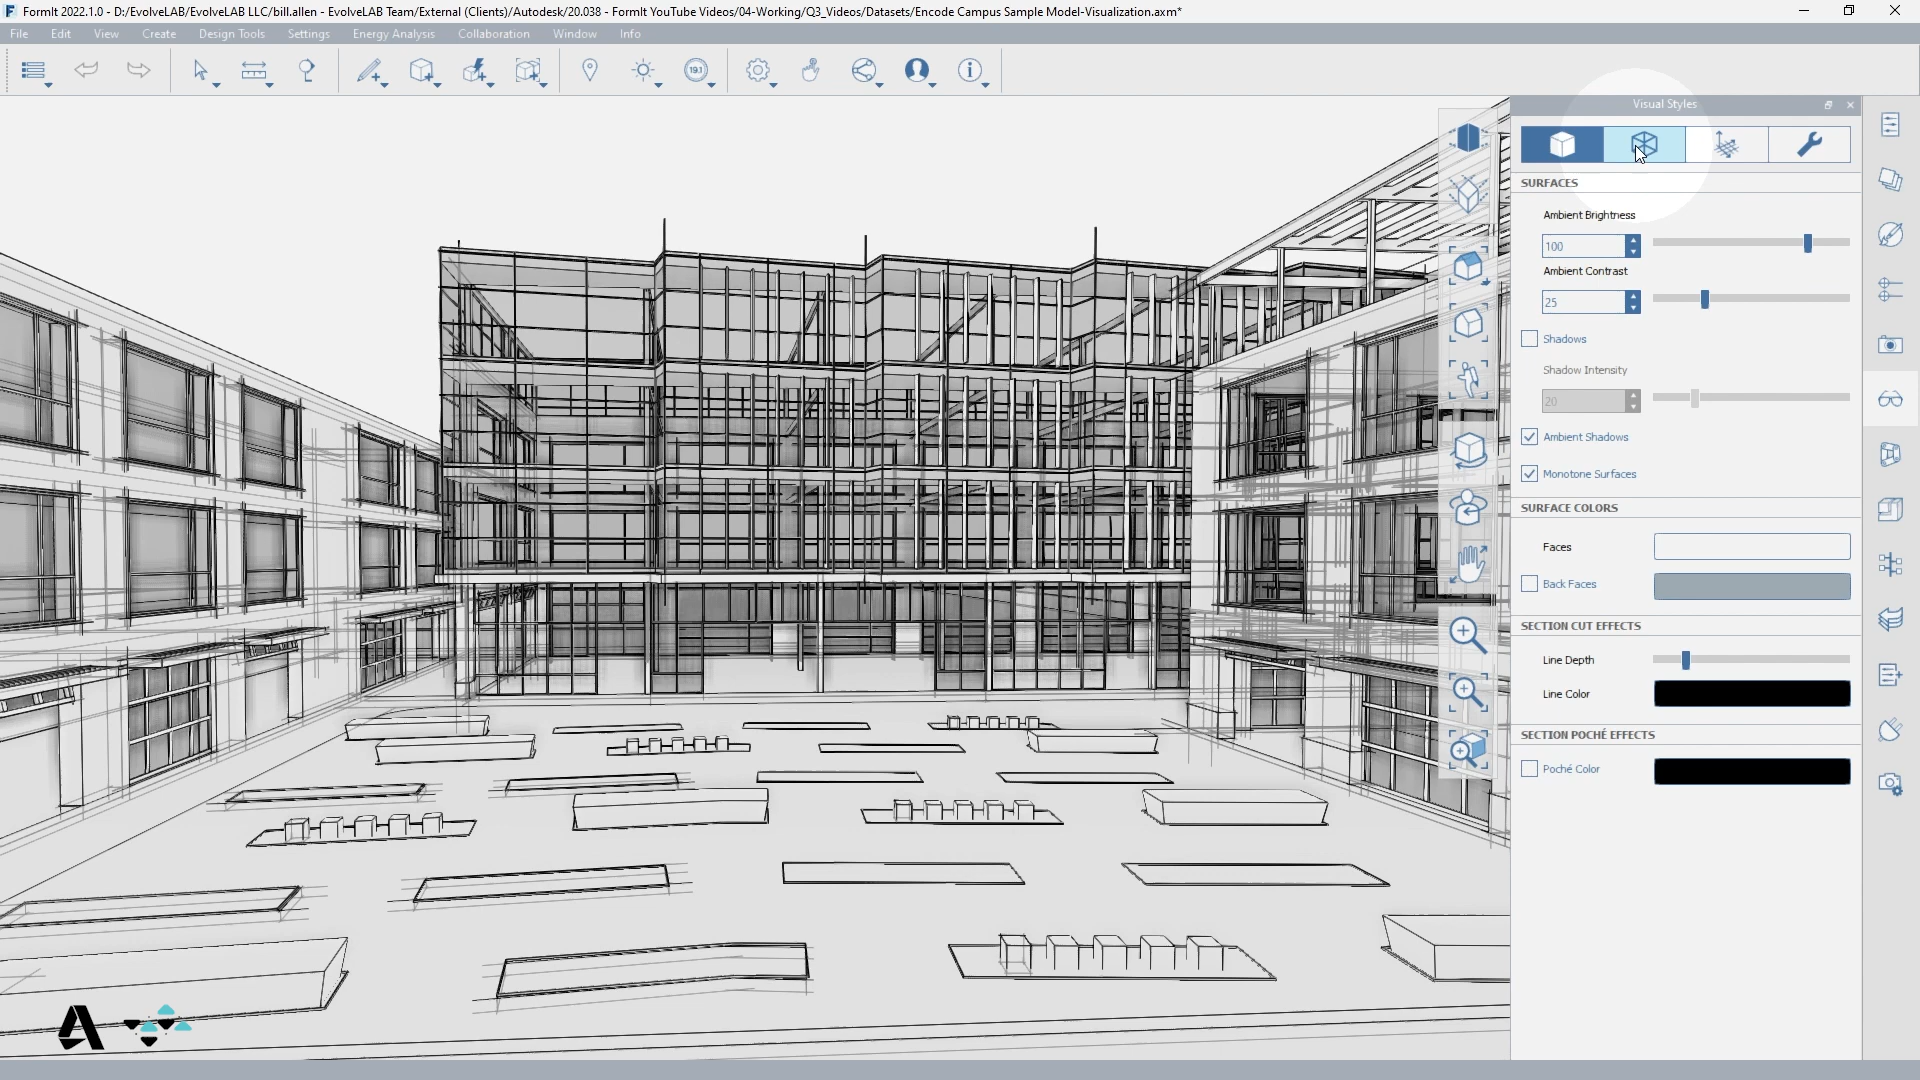 FormIt 2022.1.0 - D:/EvolveLAB/EvolveLAB LLC/bill.allen - EvolveLAB Team/External (Clients)/Autodesk/20.038 - FormIt YouTube Videos/04-Working/Q3_Videos/Datasets/Encode Campus Sample Model-Visualization.axm*
File Edit View Create Design Tools Settings Energy Analysis Collaboration Window Info
19.1
Visual Styles
SURFACES
Ambient Brightness
100
Ambient Contrast
25
Shadows
Shadow Intensity
20
Ambient Shadows
Monotone Surfaces
SURFACE COLORS
Faces
Back Faces
SECTION CUT EFFECTS
Line Depth
Line Color
SECTION POCHÉ EFFECTS
Poché Color